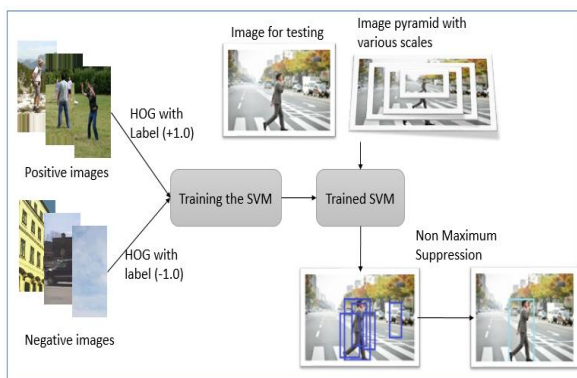 Image for testing
Image pyramid with
various scales
HOG with
Label (+1.0)
Positive images
Training the SVM
Trained SVM
HOG with
label (-1.0)
Non Maximum
Suppression
Negative images